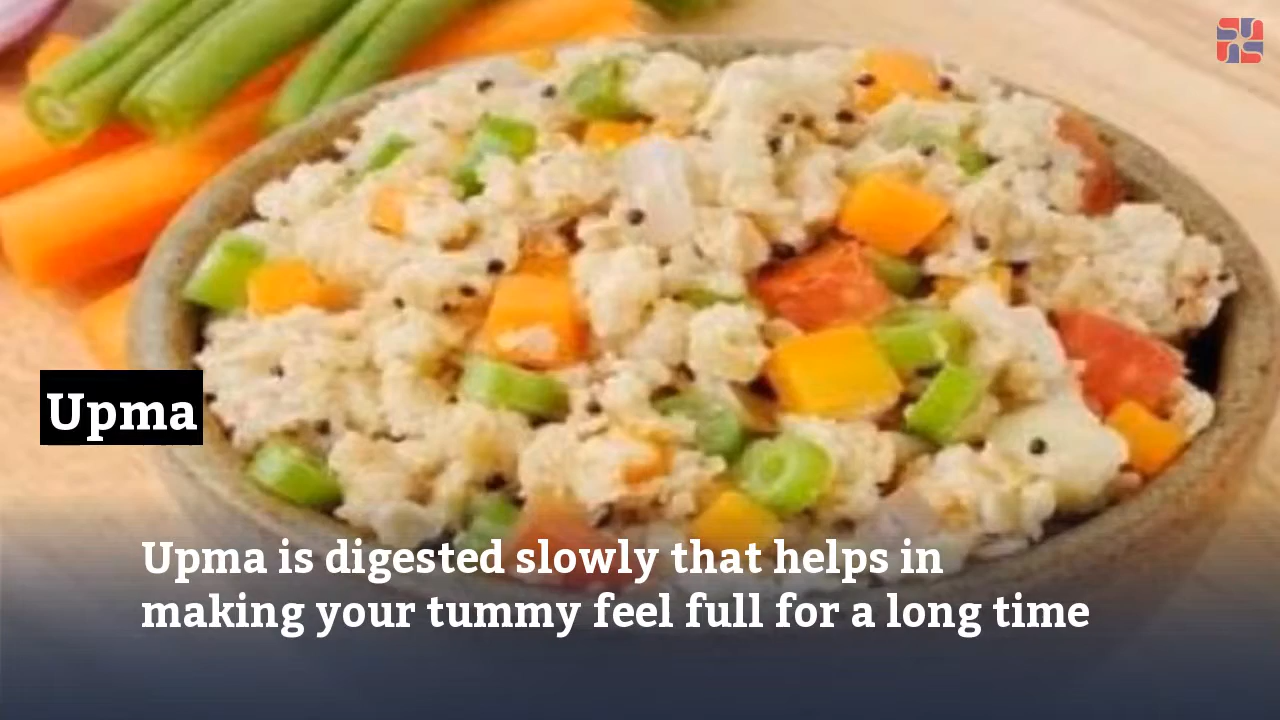 Upma
Upma is digested slowly that helps in
making your tummy feel full for a long time